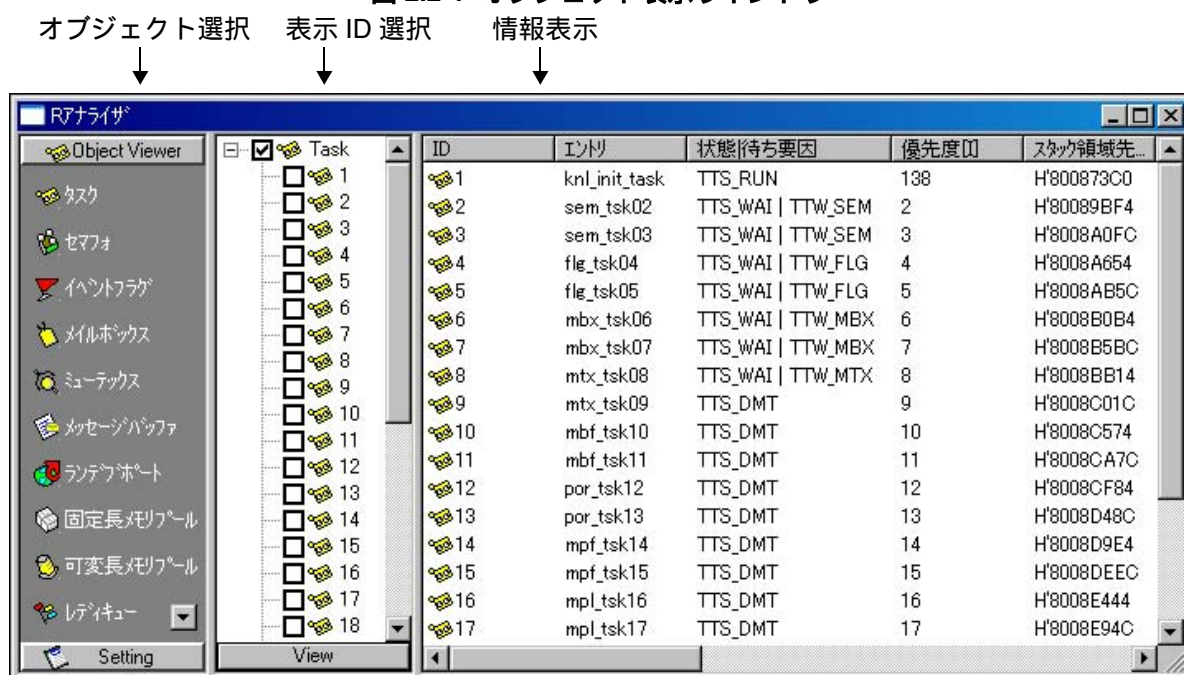 オブジェクト選択 表示 ID 選択 情報表示
Rアナライザ
Object Viewer
タスク
セマフォ
イベントフラグ
メイルボックス
ミューテックス
メッセージバッファ
ランデブポート
固定長メモリプール
可変長メモリプール
レディキュー
Setting
Task
1
2
3
4
5
6
7
8
9
10
11
12
13
14
15
16
17
18
View
ID エントリ 状態|待ち要因 優先度[I] スタック領域先...
1 knl_init_task TTS_RUN 138 H'800873C0
2 sem_tsk02 TTS_WAI | TTW_SEM 2 H'80089BF4
3 sem_tsk03 TTS_WAI | TTW_SEM 3 H'8008A0FC
4 flg_tsk04 TTS_WAI | TTW_FLG 4 H'8008A654
5 flg_tsk05 TTS_WAI | TTW_FLG 5 H'8008AB5C
6 mbx_tsk06 TTS_WAI | TTW_MBX 6 H'8008B0B4
7 mbx_tsk07 TTS_WAI | TTW_MBX 7 H'8008B5BC
8 mtx_tsk08 TTS_WAI | TTW_MTX 8 H'8008BB14
9 mtx_tsk09 TTS_DMT 9 H'8008C01C
10 mbf_tsk10 TTS_DMT 10 H'8008C574
11 mbf_tsk11 TTS_DMT 11 H'8008CA7C
12 por_tsk12 TTS_DMT 12 H'8008CF84
13 por_tsk13 TTS_DMT 13 H'8008D48C
14 mpf_tsk14 TTS_DMT 14 H'8008D9E4
15 mpf_tsk15 TTS_DMT 15 H'8008DEEC
16 mpl_tsk16 TTS_DMT 16 H'8008E444
17 mpl_tsk17 TTS_DMT 17 H'8008E94C